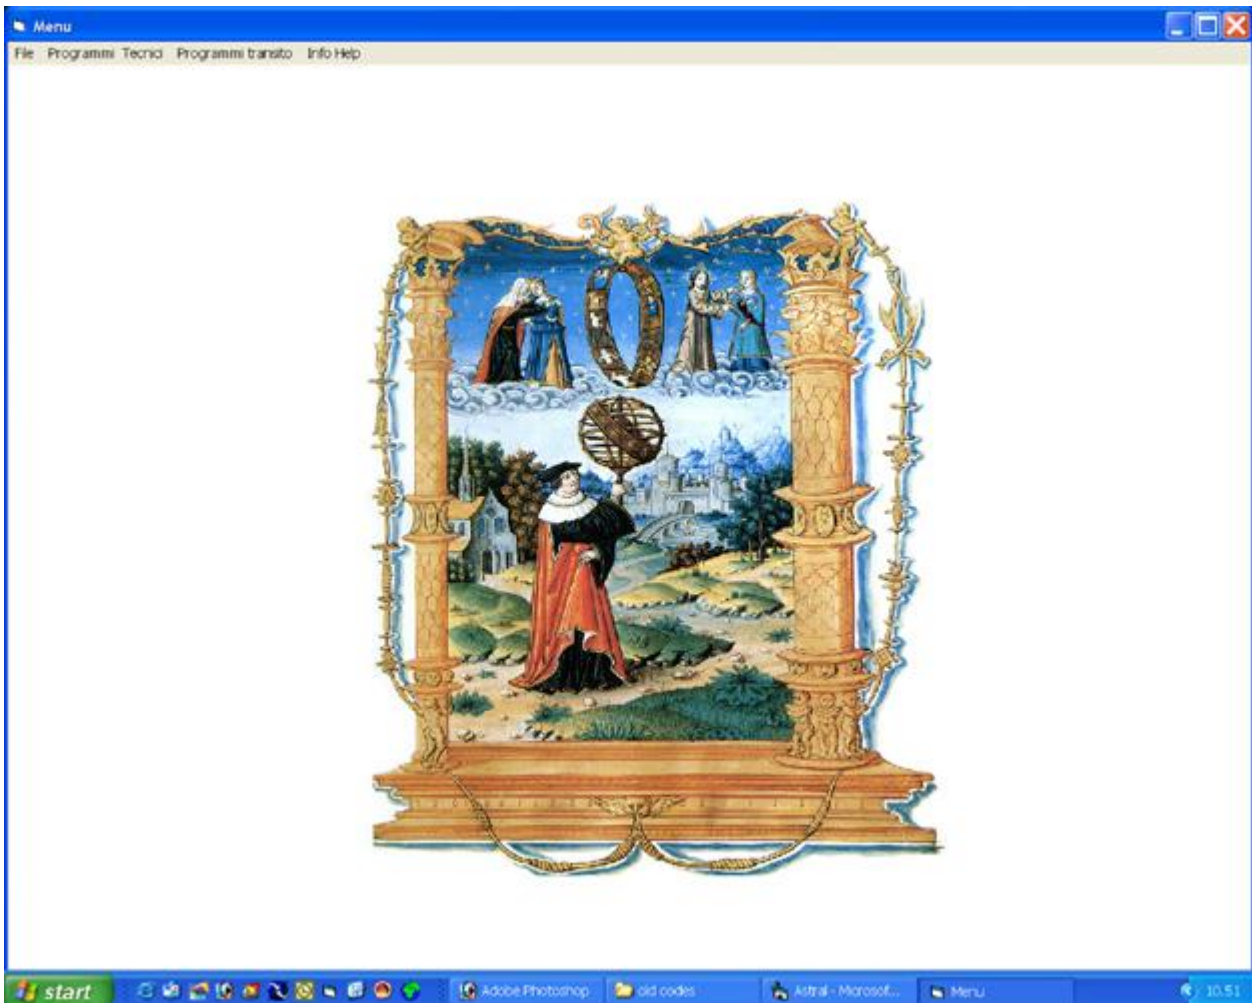 Menu
File Programmi Tecnici Programmi transito Info Help
start Adobe Photoshop old codes Astral - Microsof... Menu 10.51